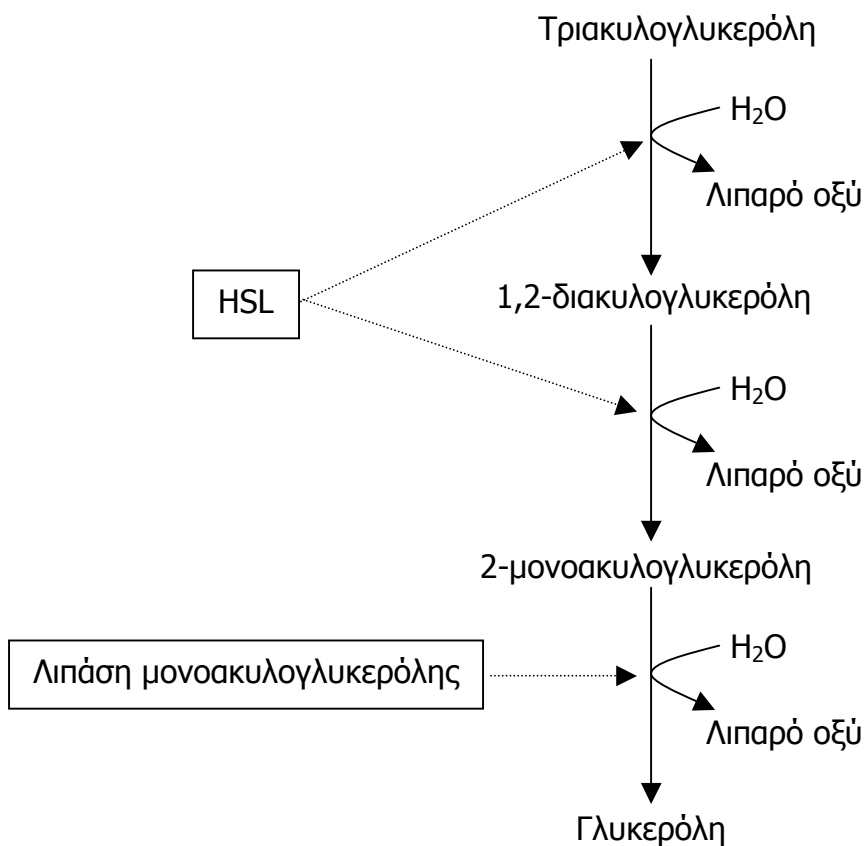 Τριακυλογλυκερόλη
H₂O
Λιπαρό οξύ
HSL
1,2-διακυλογλυκερόλη
H₂O
Λιπαρό οξύ
2-μονοακυλογλυκερόλη
H₂O
Λιπάση μονοακυλογλυκερόλης
Λιπαρό οξύ
Γλυκερόλη